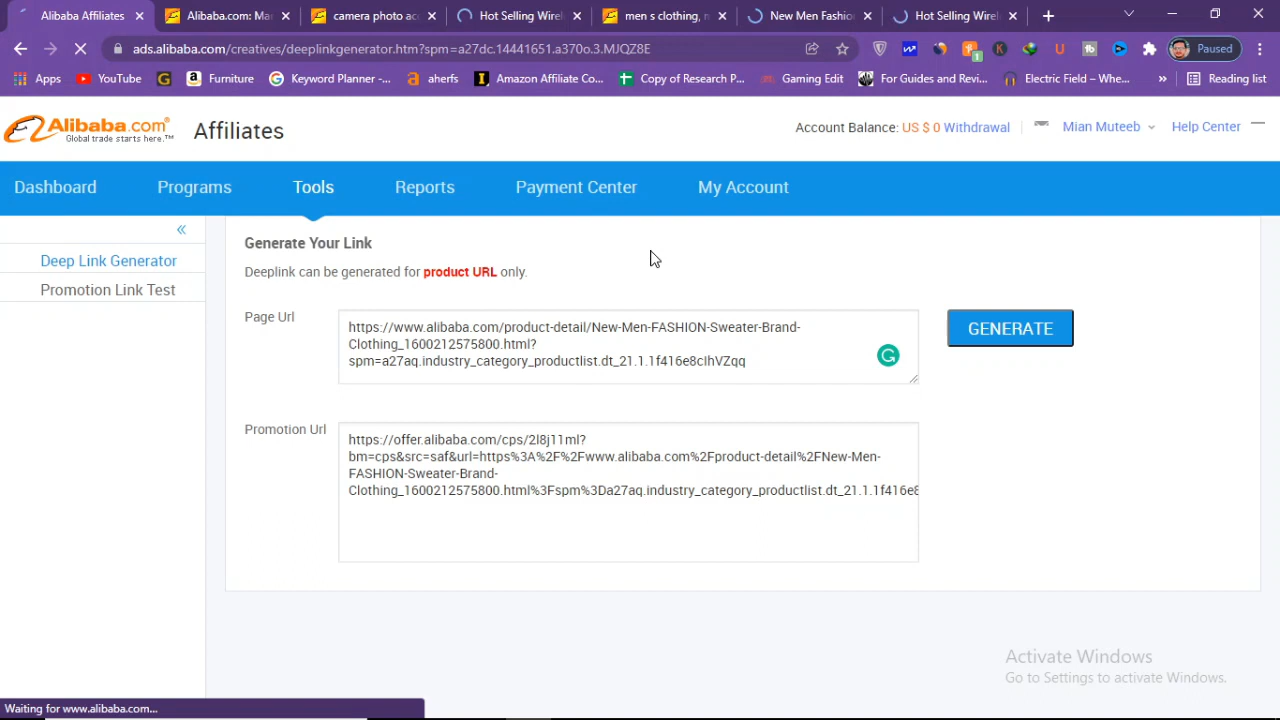 Alibaba Affiliates
Alibaba.com: Ma
camera photo ac
Hot Selling Wire
men s clothing,
New Men Fashio
Hot Selling Wirel
ads.alibaba.com/creatives/deeplinkgenerator.htm?spm=a27dc.14441651.a370o.3.MJQZ8E
1
Paused
Apps
YouTube
Furniture
Keyword Planner -...
aherfs
Amazon Affiliate Co...
Copy of Research P...
Gaming Edit
For Guides and Revi...
Electric Field – Whe...
»
Reading list
Alibaba.com®
Global trade starts here.™
Affiliates
Account Balance: US $ 0 Withdrawal
Mian Muteeb
Help Center
Dashboard
Programs
Tools
Reports
Payment Center
My Account
«
Deep Link Generator
Promotion Link Test
Generate Your Link
Deeplink can be generated for product URL only.
Page Url
https://www.alibaba.com/product-detail/New-Men-FASHION-Sweater-Brand-
Clothing_1600212575800.html?
spm=a27aq.industry_category_productlist.dt_21.1.1f416e8cIhVZqq
GENERATE
Promotion Url
https://offer.alibaba.com/cps/2l8j11ml?
bm=cps&src=saf&url=https%3A%2F%2Fwww.alibaba.com%2Fproduct-detail%2FNew-Men-
FASHION-Sweater-Brand-
Clothing_1600212575800.html%3Fspm%3Da27aq.industry_category_productlist.dt_21.1.1f416e8
Activate Windows
Go to Settings to activate Windows.
Waiting for www.alibaba.com...